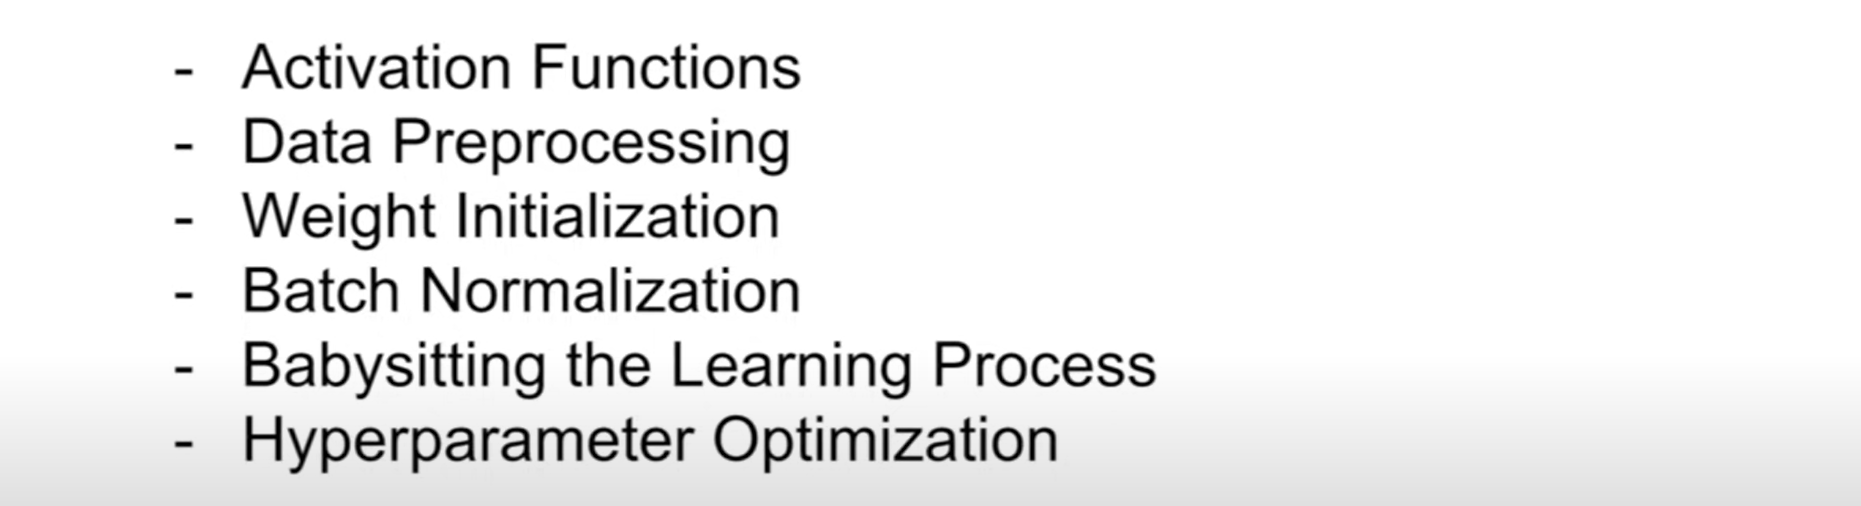 - Activation Functions
- Data Preprocessing
- Weight Initialization
- Batch Normalization
- Babysitting the Learning Process
- Hyperparameter Optimization